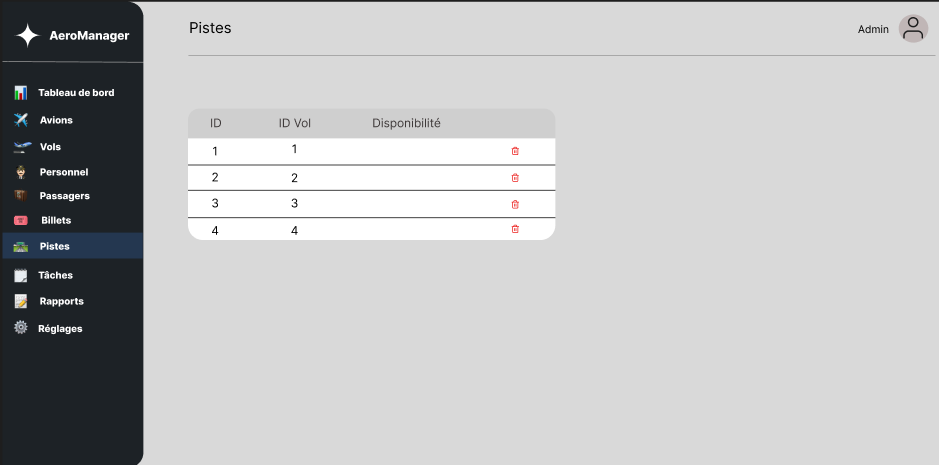 AeroManager
Tableau de bord
Avions
Vols
Personnel
Passagers
Billets
Pistes
Tâches
Rapports
Réglages
Pistes
Admin
ID ID Vol Disponibilité
1 1
2 2
3 3
4 4